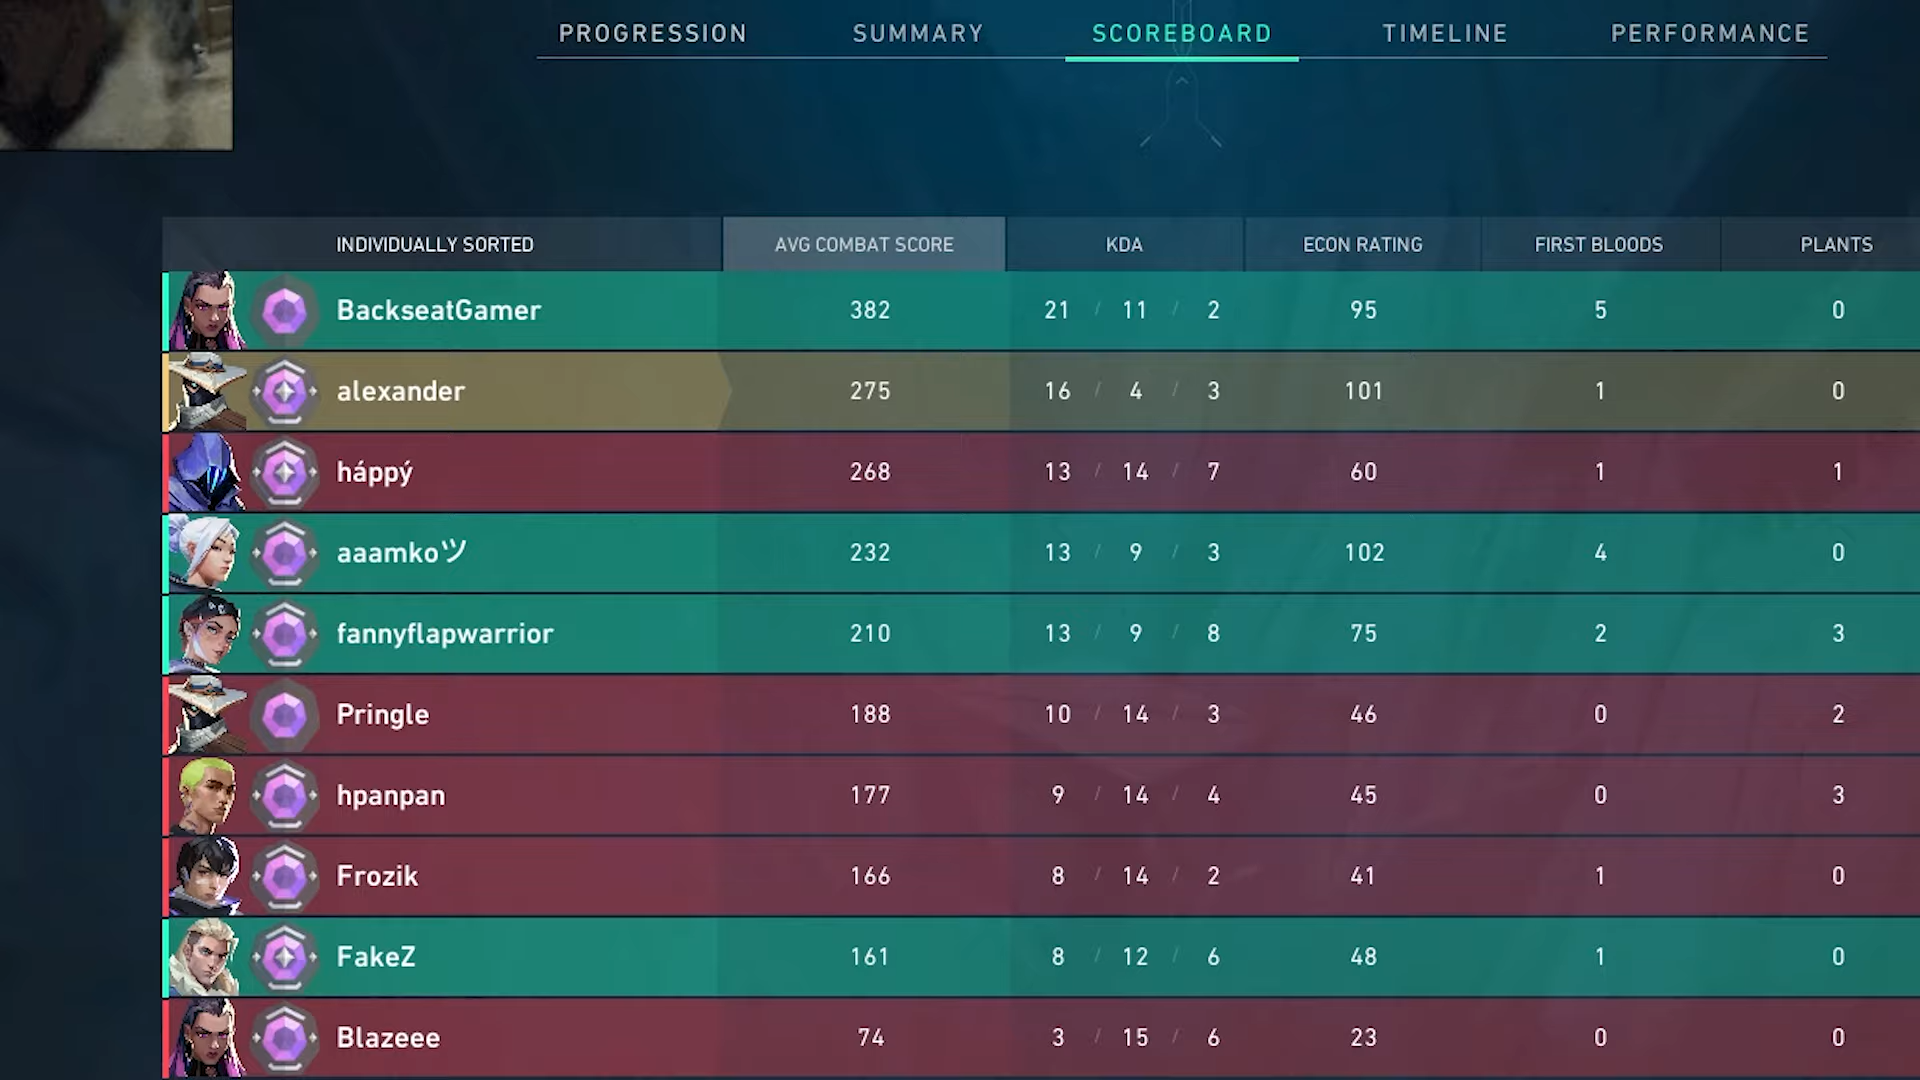 PROGRESSION SUMMARY SCOREBOARD TIMELINE PERFORMANCE
INDIVIDUALLY SORTED AVG COMBAT SCORE KDA ECON RATING FIRST BLOODS PLANTS
BackseatGamer 382 21 / 11 / 2 95 5 0
alexander 275 16 / 4 / 3 101 1 0
háppý 268 13 / 14 / 7 60 1 1
aaamkoツ 232 13 / 9 / 3 102 4 0
fannyflapwarrior 210 13 / 9 / 8 75 2 3
Pringle 188 10 / 14 / 3 46 0 2
hpanpan 177 9 / 14 / 4 45 0 3
Frozik 166 8 / 14 / 2 41 1 0
FakeZ 161 8 / 12 / 6 48 1 0
Blazeee 74 3 / 15 / 6 23 0 0